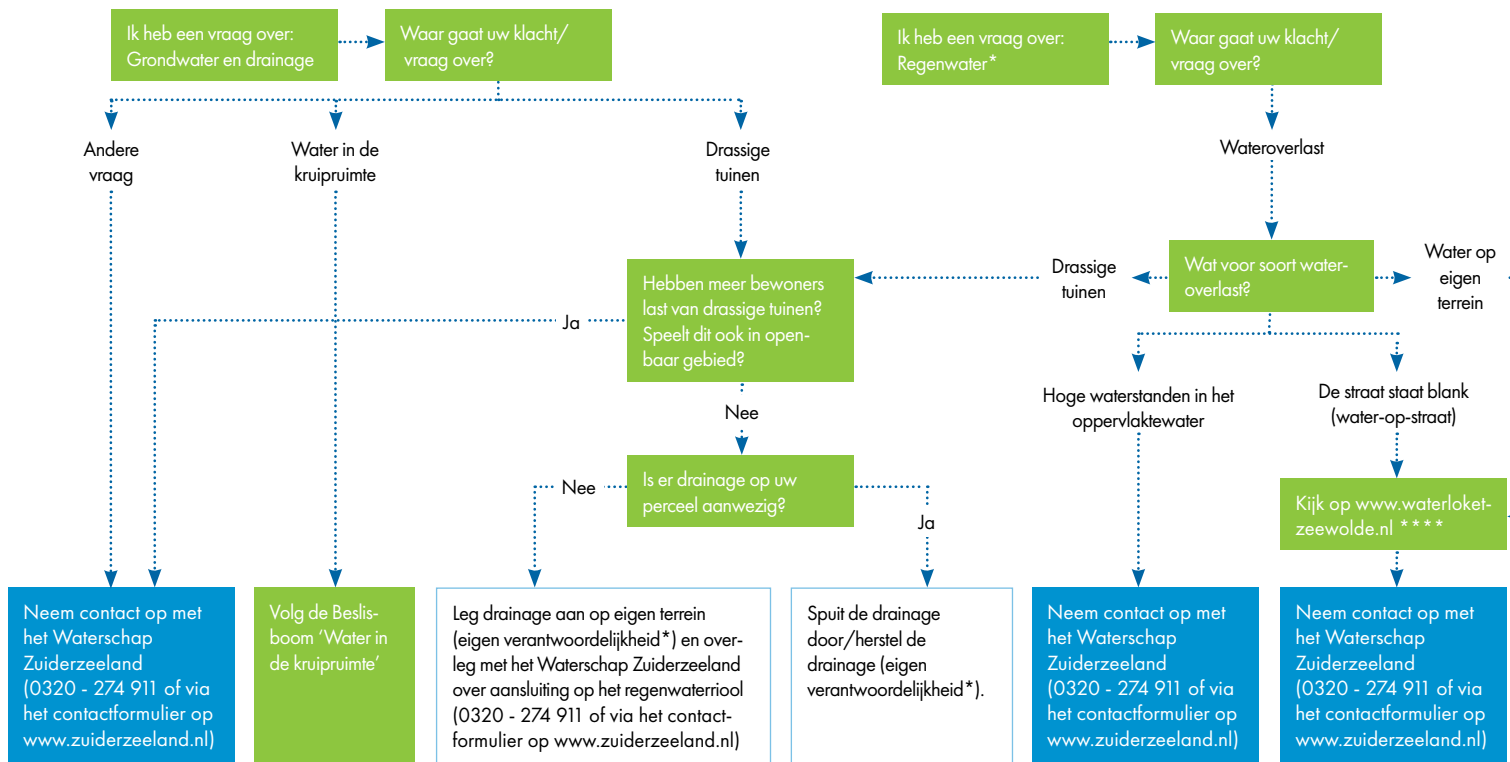 Ik heb een vraag over:
Grondwater en drainage
Waar gaat uw klacht/
vraag over?
Ik heb een vraag over:
Regenwater*
Waar gaat uw klacht/
vraag over?
Andere
vraag
Water in de
kruipruimte
Drassige
tuinen
Wateroverlast
Hebben meer bewoners
last van drassige tuinen?
Speelt dit ook in open-
baar gebied?
Drassige
tuinen
Wat voor soort water-
overlast?
Water op
eigen
terrein
Ja
Nee
Hoge waterstanden in het
oppervlaktewater
De straat staat blank
(water-op-straat)
Nee
Is er drainage op uw
perceel aanwezig?
Ja
Kijk op www.waterloket-
zeewolde.nl ****
Neem contact op met
het Waterschap
Zuiderzeeland
(0320 - 274 911 of via
het contactformulier op
www.zuiderzeeland.nl)
Volg de Beslis-
boom ‘Water in
de kruipruimte’
Leg drainage aan op eigen terrein
(eigen verantwoordelijkheid*) en over-
leg met het Waterschap Zuiderzeeland
over aansluiting op het regenwaterriool
(0320 - 274 911 of via het contact-
formulier op www.zuiderzeeland.nl)
Spuit de drainage
door/herstel de
drainage (eigen
verantwoordelijkheid*).
Neem contact op met
het Waterschap
Zuiderzeeland
(0320 - 274 911 of via
het contactformulier op
www.zuiderzeeland.nl)
Neem contact op met
het Waterschap
Zuiderzeeland
(0320 - 274 911 of via
het contactformulier op
www.zuiderzeeland.nl)